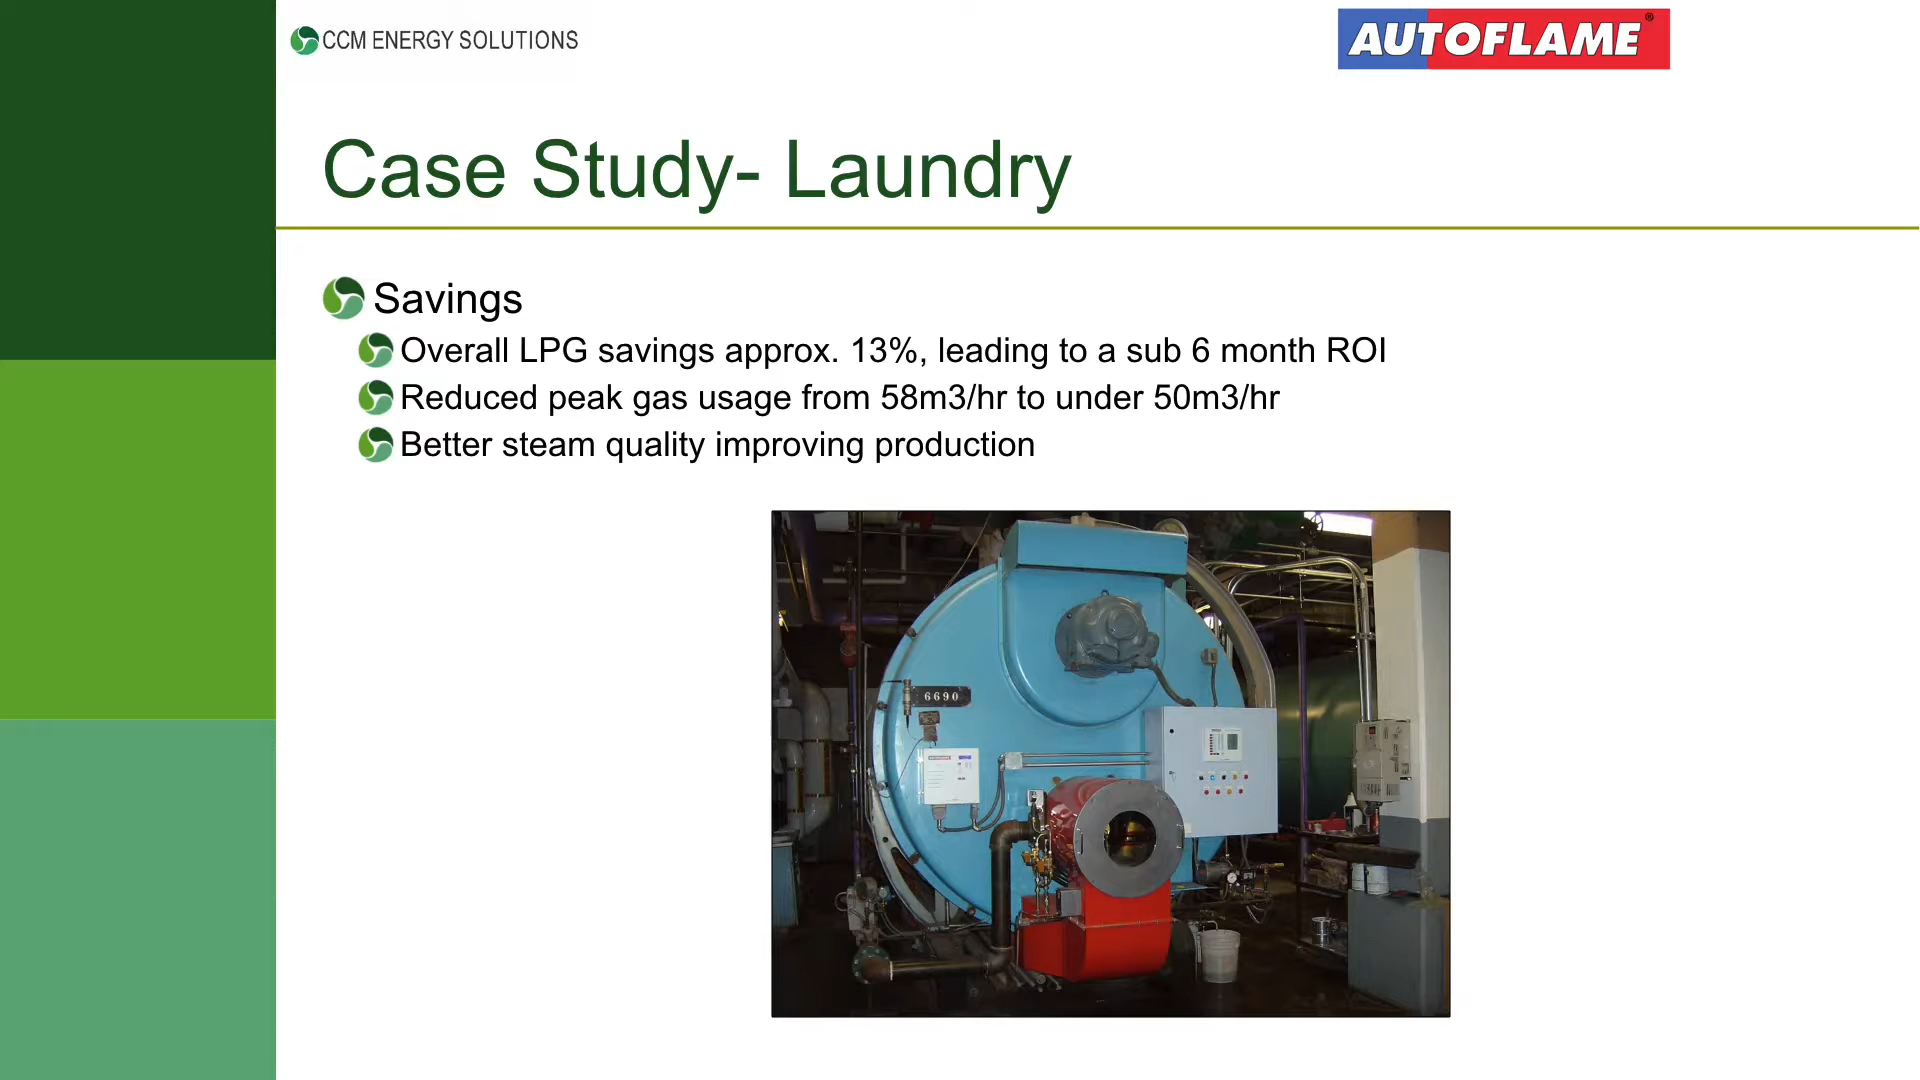 CCM ENERGY SOLUTIONS
AUTOFLAME®
Case Study- Laundry
Savings
Overall LPG savings approx. 13%, leading to a sub 6 month ROI
Reduced peak gas usage from 58m3/hr to under 50m3/hr
Better steam quality improving production
6690